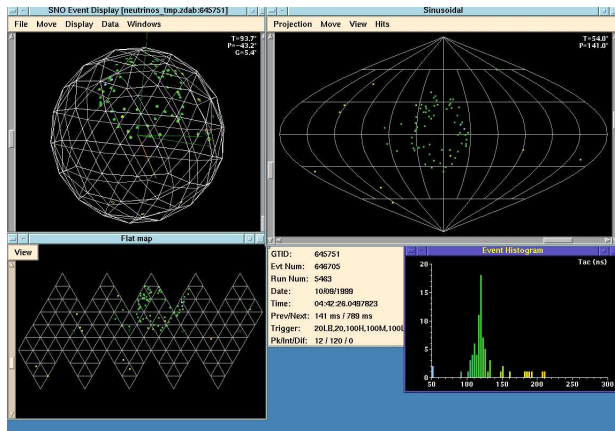 SNO Event Display [neutrinos_tmp.zdab:645751]
File Move Display Data Windows
T=93.7°
P=-43.2°
G=5.4°
Sinusoidal
Projection Move View Hits
T=54.0°
P=141.0°
Flat map
View
GTID: 645751
Evt Num: 646705
Run Num: 5463
Date: 10/09/1999
Time: 04:42:26.0497823
Prev/Next: 141 ms / 789 ms
Trigger: 20LB,20,100H,100M,100L
Pk/Int/Dif: 12 / 120 / 0
Event Histogram
Tac (ns)
20
15
10
5
0
50 100 150 200 250 300